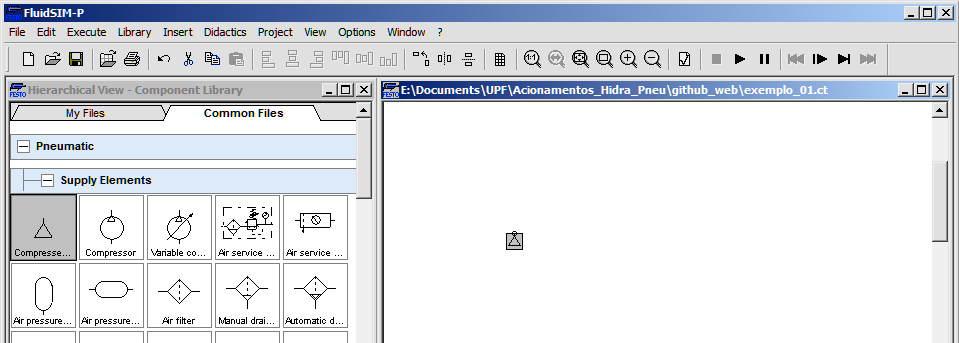 FluidSIM-P
File Edit Execute Library Insert Didactics Project View Options Window ?
FESTO Hierarchical View - Component Library
FESTO E:\Documents\UPF\Acionamentos_Hidra_Pneu\github_web\exemplo_01.ct
My Files Common Files
Pneumatic
Supply Elements
Compresse... Compressor Variable co... Air service ... Air service ...
Air pressure... Air pressure... Air filter Manual drai... Automatic d...